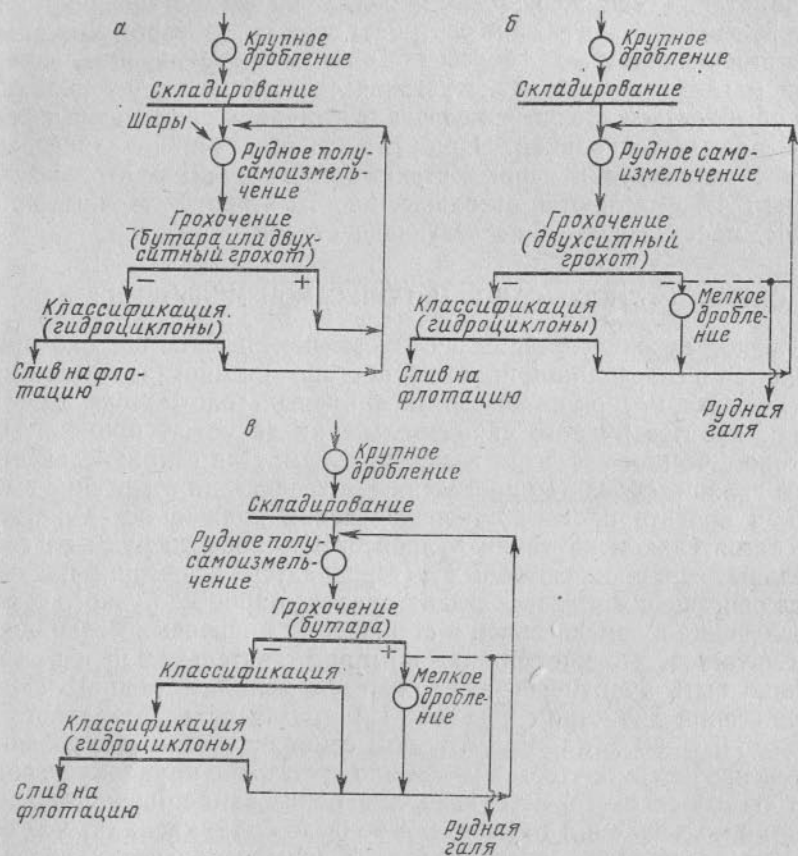 а
Крупное
дробление
Складирование
Шары
Рудное полу-
самоизмель-
чение
Грохочение
(бутара или двух-
ситный грохот)
− +
Классификация.
(гидроциклоны)
Слив на фло-
тацию
б
Крупное
дробление
Складирование
Рудное само-
измельчение
Грохочение
(двухситный
грохот)
− −
Классификация
(гидроциклоны)
Мелкое
дробле-
ние
Слив на
флотацию
Рудная
галя
в
Крупное
дробление
Складирование
Рудное полу-
самоизмель-
чение
Грохочение
(бутара)
− +
Классификация
Мелкое
дробле-
ние
Классификация
(гидроциклоны)
Слив на
флотацию
Рудная
галя